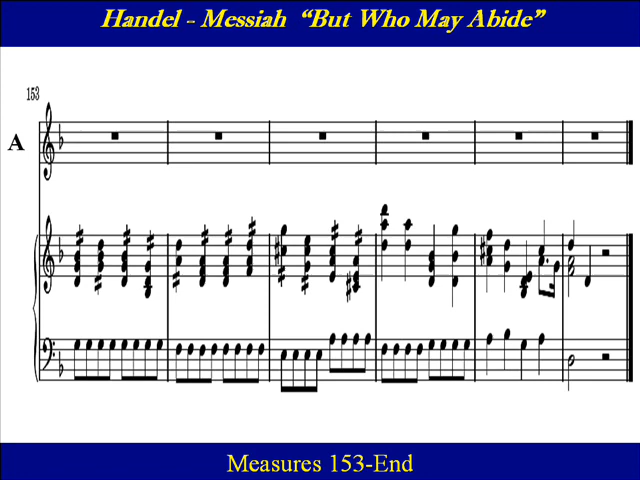 Handel - Messiah “But Who May Abide”
153
A
Measures 153-End